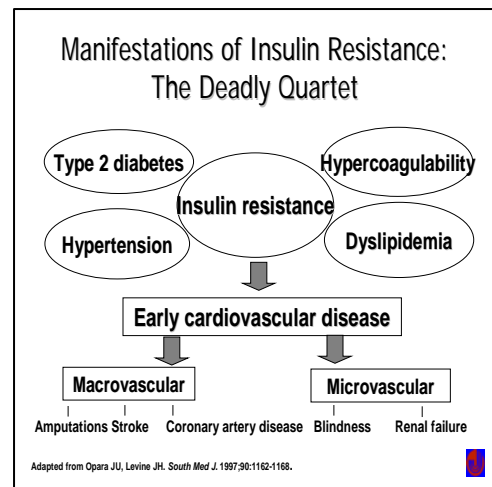 Manifestations of Insulin Resistance:
The Deadly Quartet
Type 2 diabetes
Hypercoagulability
Insulin resistance
Hypertension
Dyslipidemia
Early cardiovascular disease
Macrovascular
Microvascular
Amputations Stroke Coronary artery disease Blindness Renal failure
Adapted from Opara JU, Levine JH. South Med J. 1997;90:1162-1168.